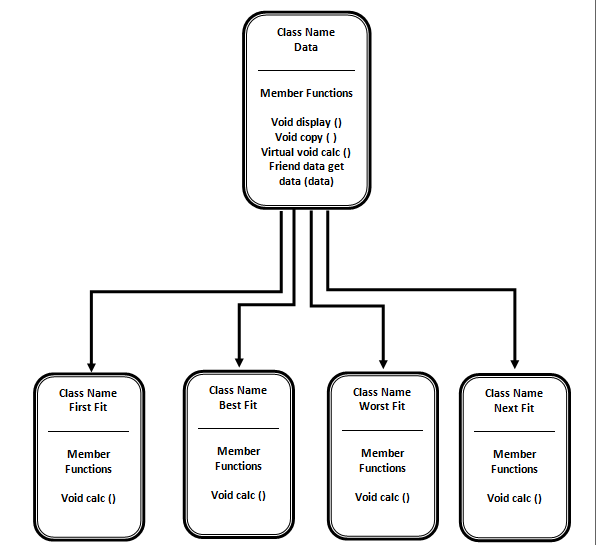 Class Name
Data
Member Functions
Void display ()
Void copy ( )
Virtual void calc ()
Friend data get
data (data)
Class Name
First Fit
Member
Functions
Void calc ()
Class Name
Best Fit
Member
Functions
Void calc ()
Class Name
Worst Fit
Member
Functions
Void calc ()
Class Name
Next Fit
Member
Functions
Void calc ()